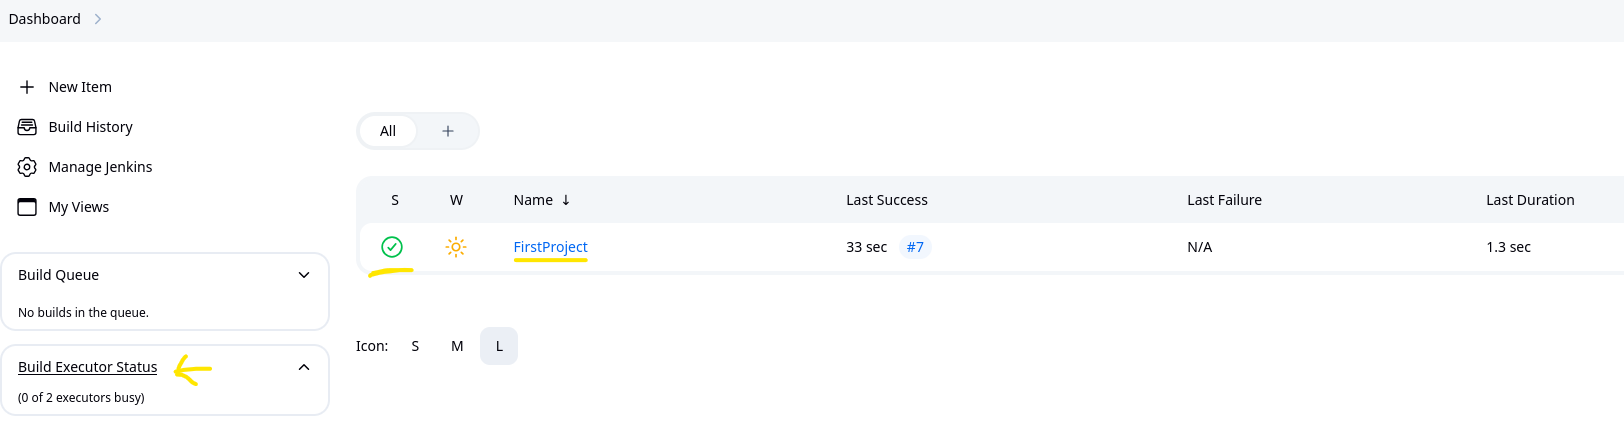 Dashboard
New Item
Build History
Manage Jenkins
My Views
Build Queue
No builds in the queue.
Build Executor Status
(0 of 2 executors busy)
All +
S W Name ↓ Last Success Last Failure Last Duration
FirstProject 33 sec #7 N/A 1.3 sec
Icon: S M L